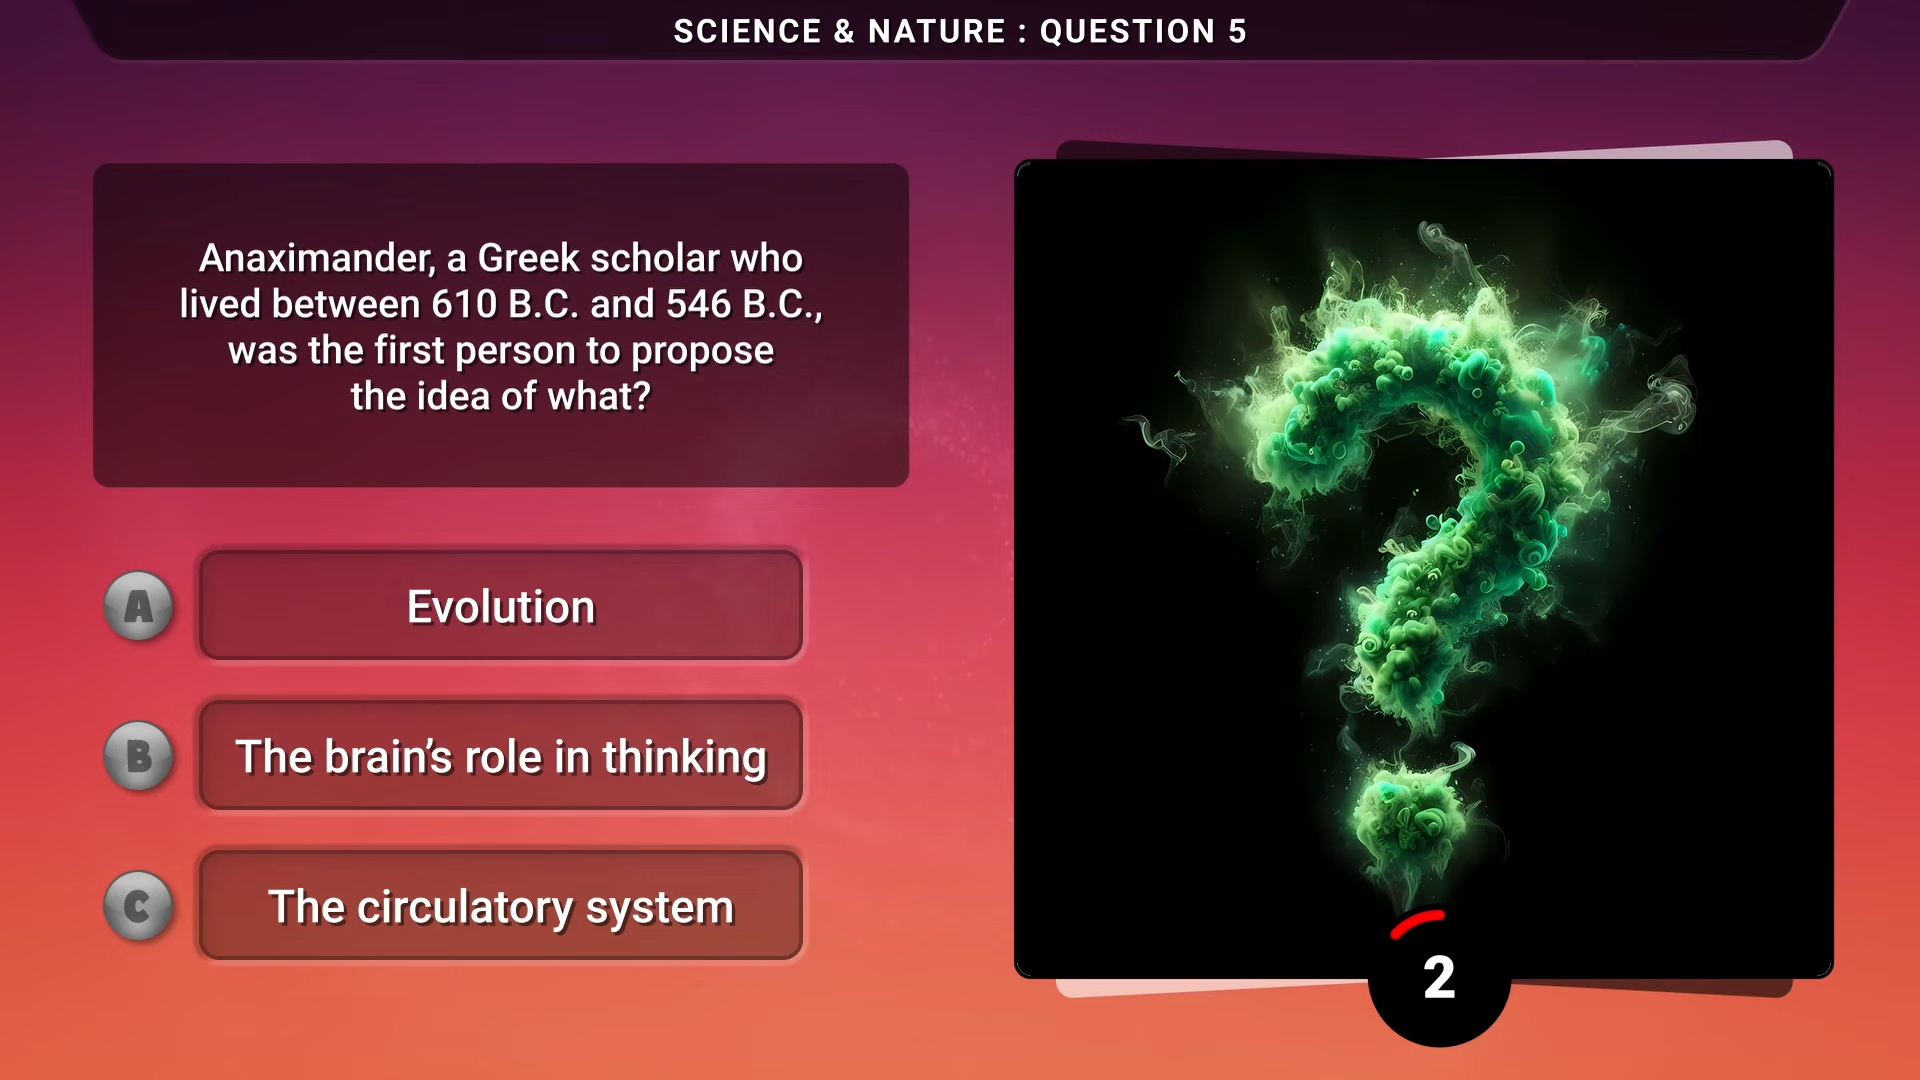 SCIENCE & NATURE : QUESTION 5
Anaximander, a Greek scholar who
lived between 610 B.C. and 546 B.C.,
was the first person to propose
the idea of what?
A
Evolution
B
The brain’s role in thinking
C
The circulatory system
2